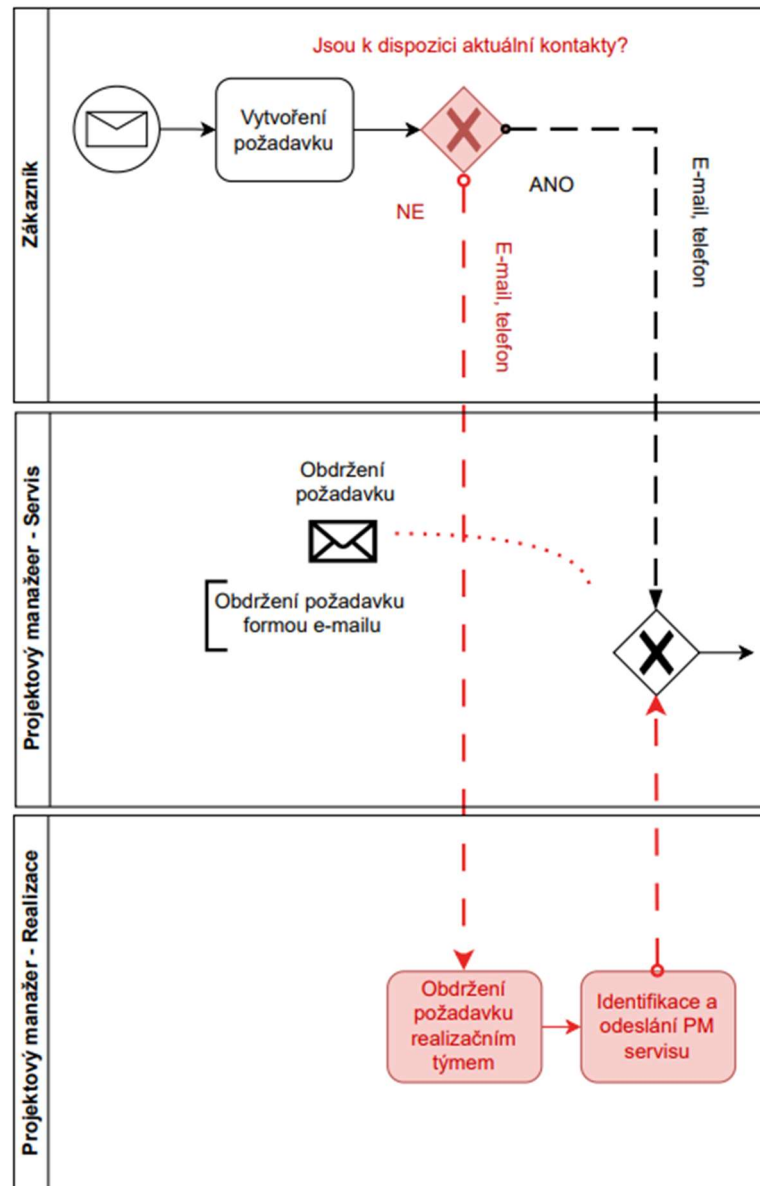 Zákazník
Jsou k dispozici aktuální kontakty?
Vytvoření
požadavku
NE
ANO
E-mail, telefon
E-mail, telefon
Projektový manažeer - Servis
Obdržení
požadavku
Obdržení požadavku
formou e-mailu
Projektový manažer - Realizace
Obdržení
požadavku
realizačním
týmem
Identifikace a
odeslání PM
servisu